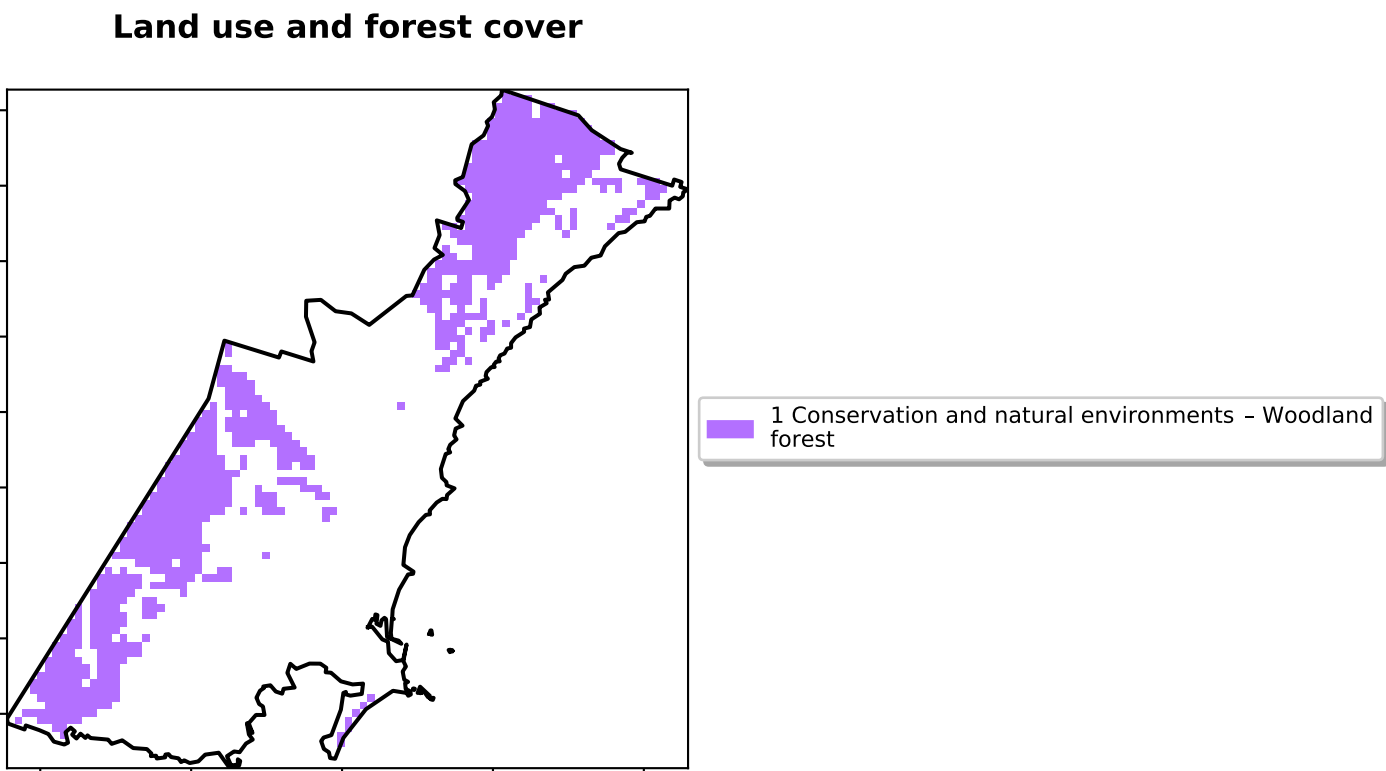 Land use and forest cover
1 Conservation and natural environments – Woodland
forest